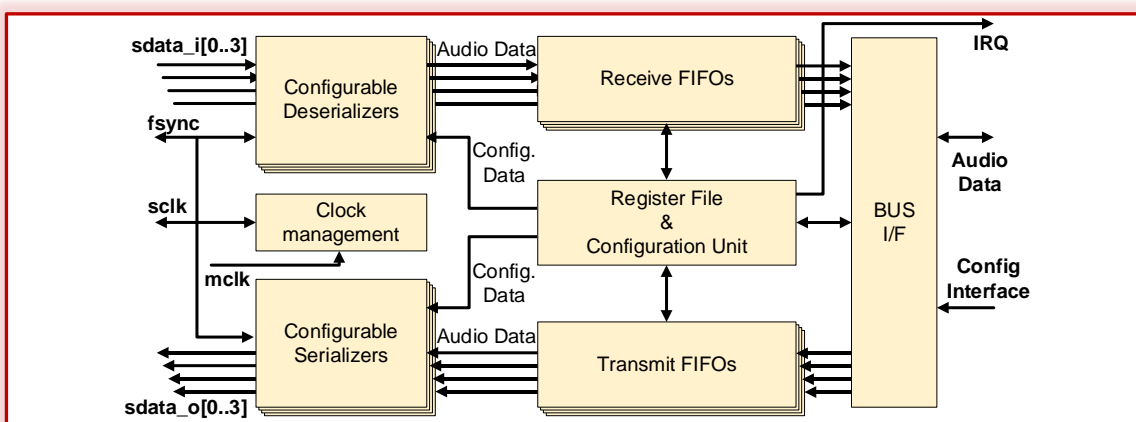 sdata_i[0..3]
Audio Data
IRQ
Configurable
Deserializers
Receive FIFOs
fsync
Config.
Data
Audio
Data
sclk
Clock
management
Register File
&
Configuration Unit
BUS
I/F
mclk
Config.
Data
Config
Interface
Configurable
Serializers
Audio Data
Transmit FIFOs
sdata_o[0..3]